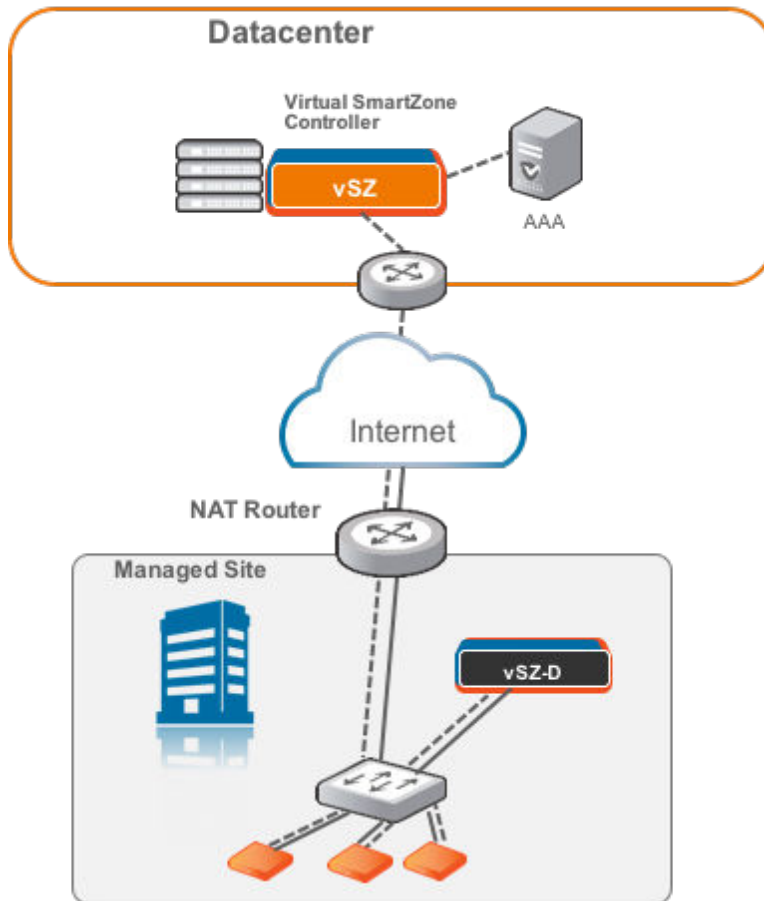 Datacenter
Virtual SmartZone
Controller
vSZ
AAA
Internet
NAT Router
Managed Site
vSZ-D